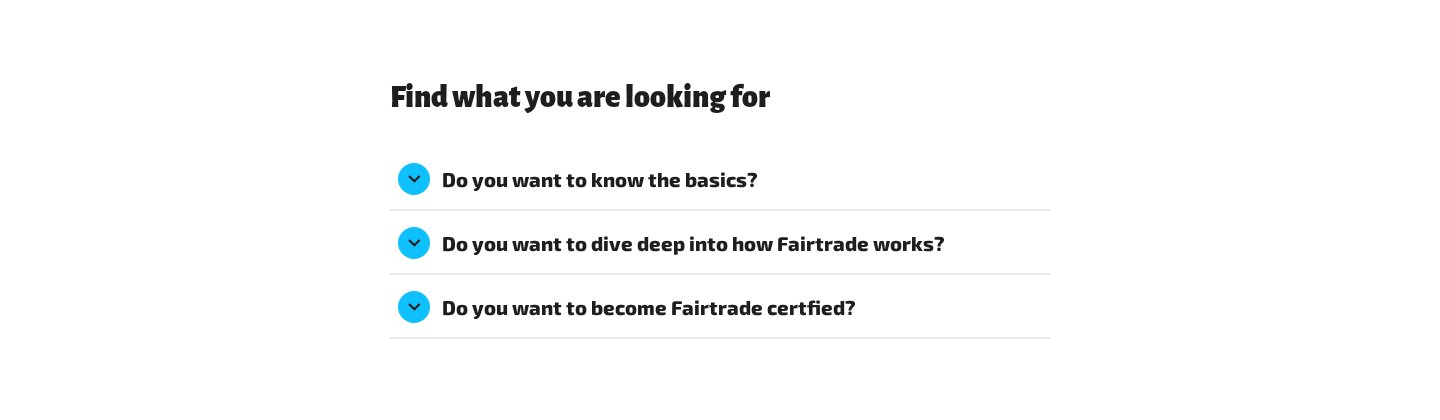 Find what you are looking for
Do you want to know the basics?
Do you want to dive deep into how Fairtrade works?
Do you want to become Fairtrade certfied?